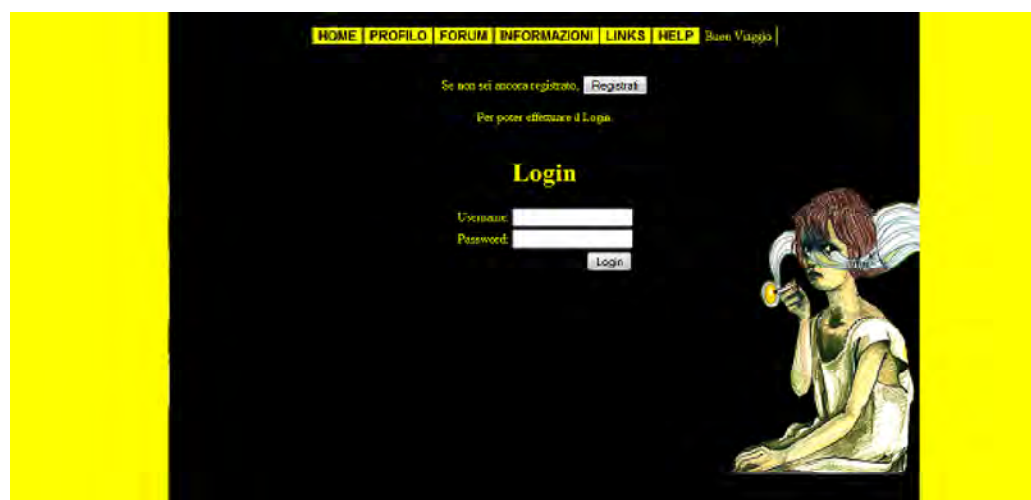 HOME PROFILO FORUM INFORMAZIONI LINKS HELP Buon Viaggio
Se non sei ancora registrato, Registrati
Per poter effettuare il Login
Login
Username:
Password:
Login